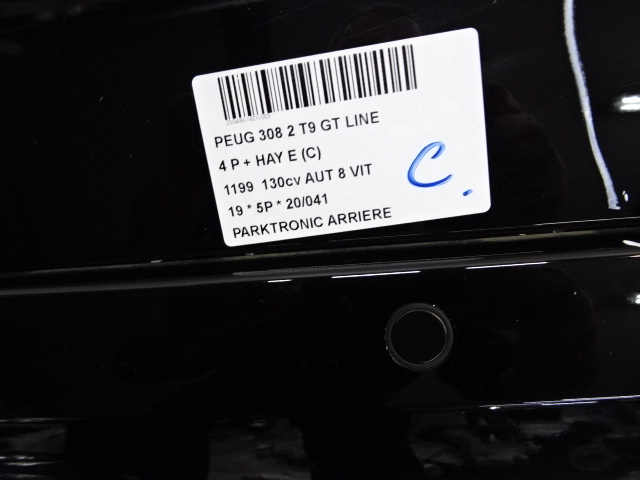 PEUG 308 2 T9 GT LINE
4 P + HAY E (C)
1199 130cv AUT 8 VIT
19 * 5P * 20/041
PARKTRONIC ARRIERE
C.